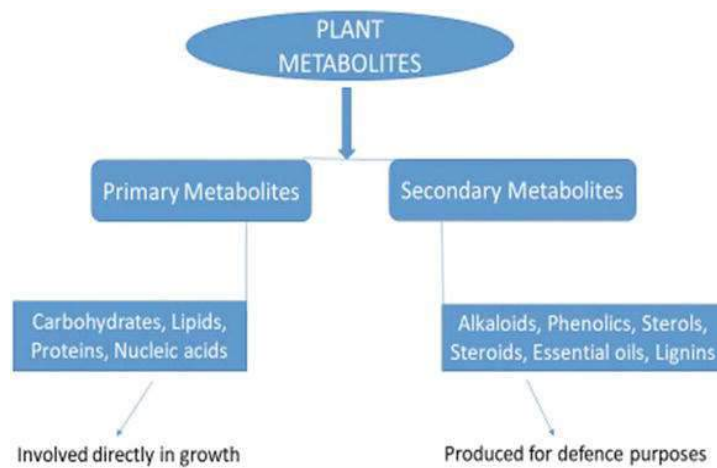 PLANT
METABOLITES
Primary Metabolites
Secondary Metabolites
Carbohydrates, Lipids,
Proteins, Nucleic acids
Alkaloids, Phenolics, Sterols,
Steroids, Essential oils, Lignins
Involved directly in growth
Produced for defence purposes